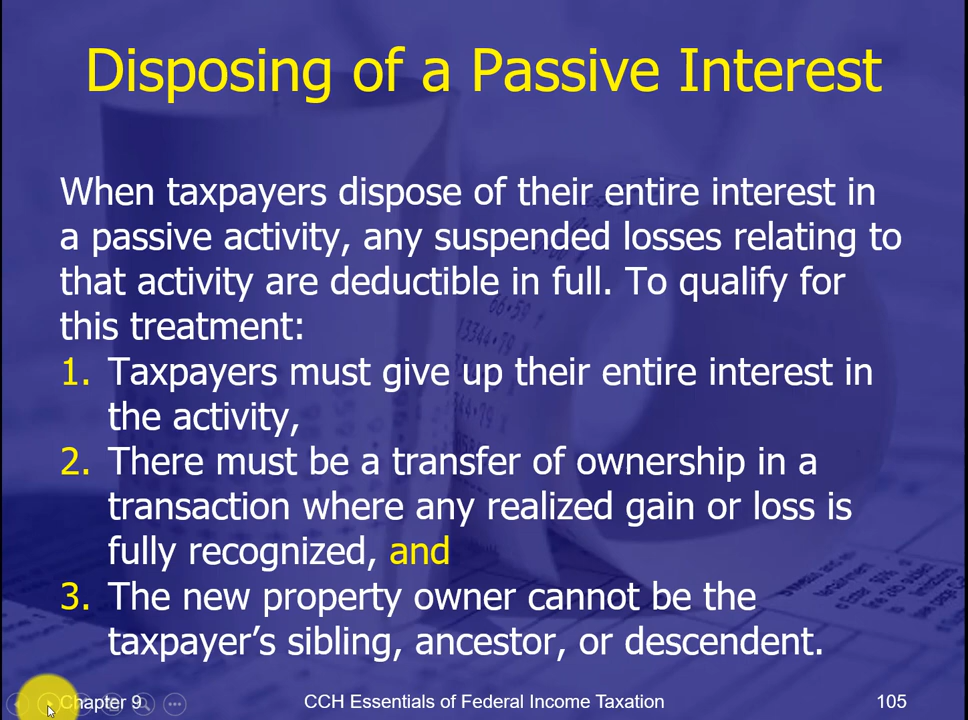 Disposing of a Passive Interest
When taxpayers dispose of their entire interest in
a passive activity, any suspended losses relating to
that activity are deductible in full. To qualify for
this treatment:
1. Taxpayers must give up their entire interest in
the activity,
2. There must be a transfer of ownership in a
transaction where any realized gain or loss is
fully recognized, and
3. The new property owner cannot be the
taxpayer’s sibling, ancestor, or descendent.
Chapter 9 CCH Essentials of Federal Income Taxation 105